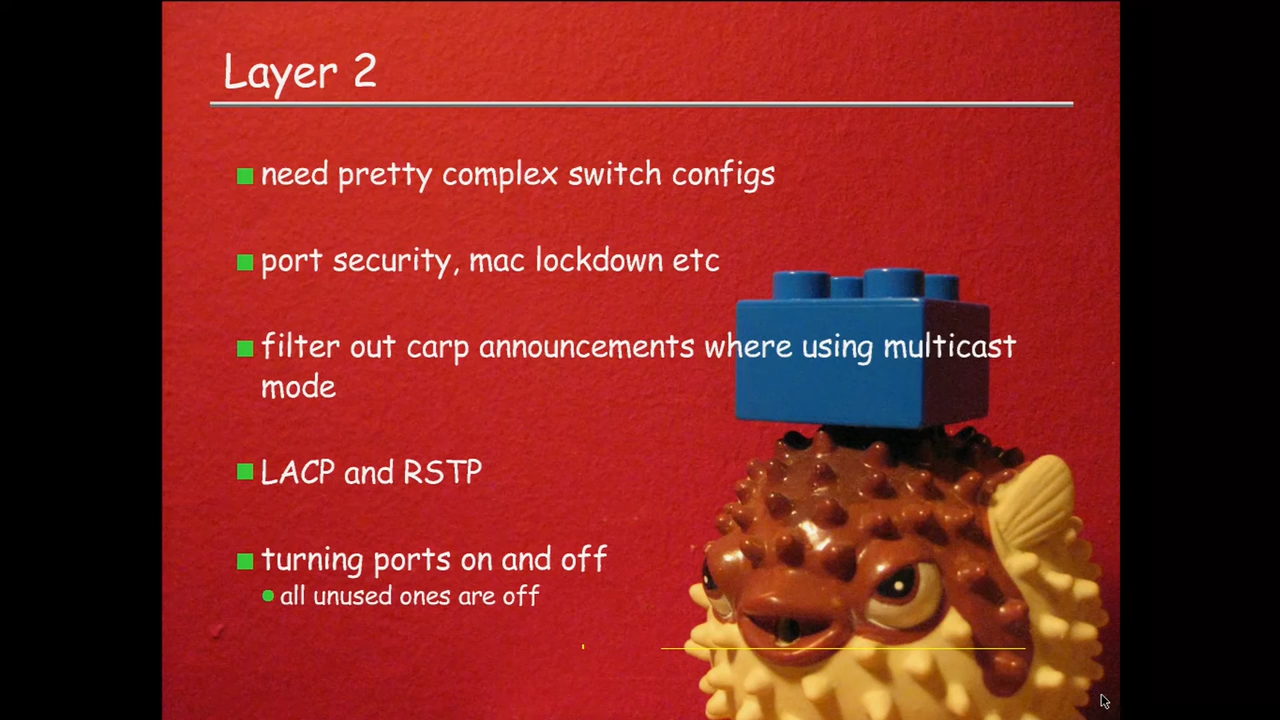 Layer 2
need pretty complex switch configs
port security, mac lockdown etc
filter out carp announcements where using multicast
mode
LACP and RSTP
turning ports on and off
all unused ones are off